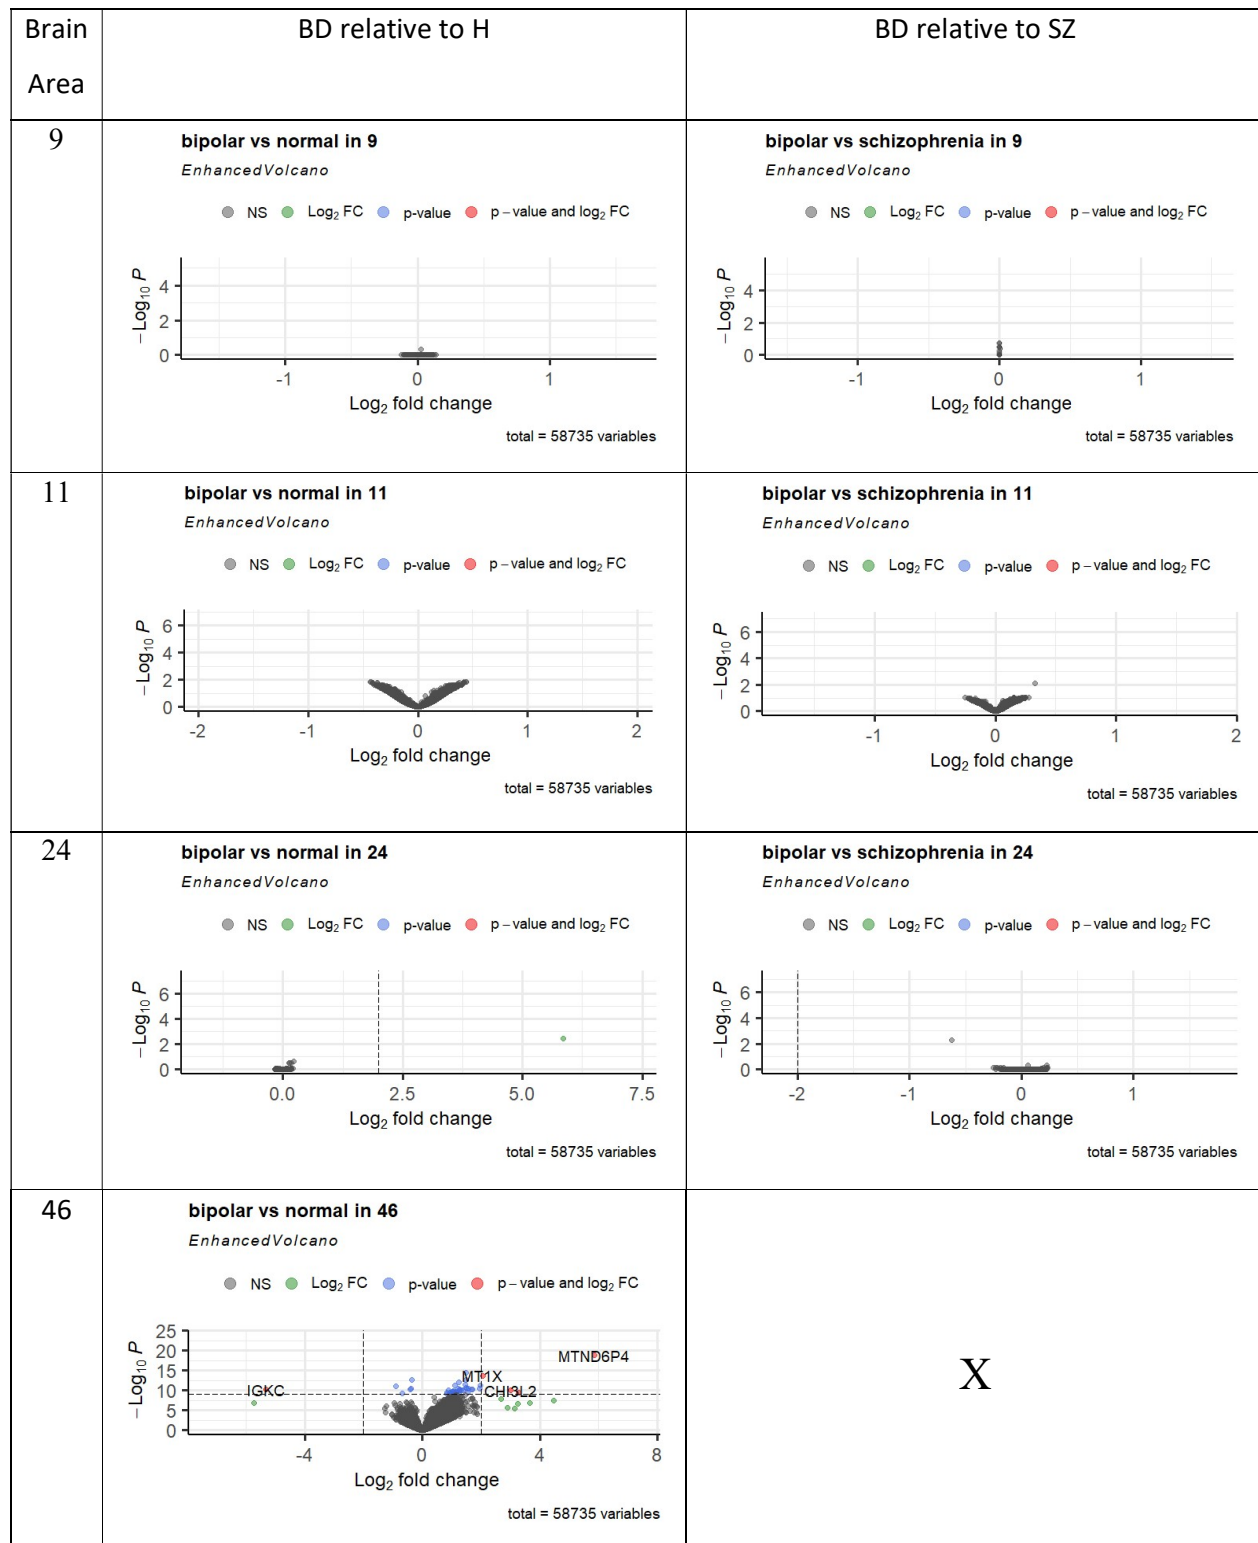 Brain Area
BD relative to H
BD relative to SZ
9
bipolar vs normal in 9
EnhancedVolcano
NS Log₂ FC p-value p – value and log₂ FC
– Log₁₀ P
4
2
0
-1 0 1
Log₂ fold change
total = 58735 variables
bipolar vs schizophrenia in 9
EnhancedVolcano
NS Log₂ FC p-value p – value and log₂ FC
– Log₁₀ P
4
2
0
-1 0 1
Log₂ fold change
total = 58735 variables
11
bipolar vs normal in 11
EnhancedVolcano
NS Log₂ FC p-value p – value and log₂ FC
– Log₁₀ P
6
4
2
0
-2 -1 0 1 2
Log₂ fold change
total = 58735 variables
bipolar vs schizophrenia in 11
EnhancedVolcano
NS Log₂ FC p-value p – value and log₂ FC
– Log₁₀ P
6
4
2
0
-1 0 1 2
Log₂ fold change
total = 58735 variables
24
bipolar vs normal in 24
EnhancedVolcano
NS Log₂ FC p-value p – value and log₂ FC
– Log₁₀ P
6
4
2
0
0.0 2.5 5.0 7.5
Log₂ fold change
total = 58735 variables
bipolar vs schizophrenia in 24
EnhancedVolcano
NS Log₂ FC p-value p – value and log₂ FC
– Log₁₀ P
6
4
2
0
-2 -1 0 1
Log₂ fold change
total = 58735 variables
46
bipolar vs normal in 46
EnhancedVolcano
NS Log₂ FC p-value p – value and log₂ FC
– Log₁₀ P
25
20
15
10
5
0
MTND6P4
MT1X
IGKC
CHI3L2
-4 0 4 8
Log₂ fold change
total = 58735 variables
X